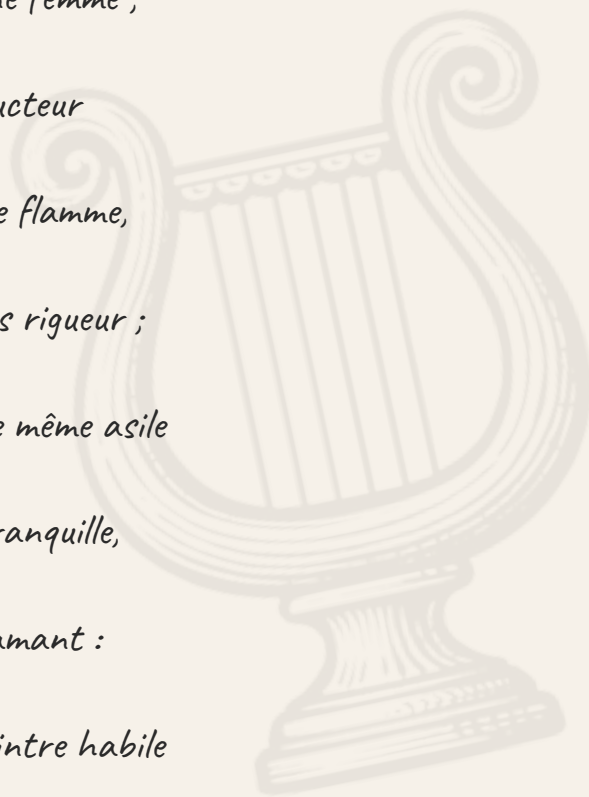 femme ,
ucteur
e flamme,
s rigueur ;
e même asile
ranquille,
amant :
intre habile